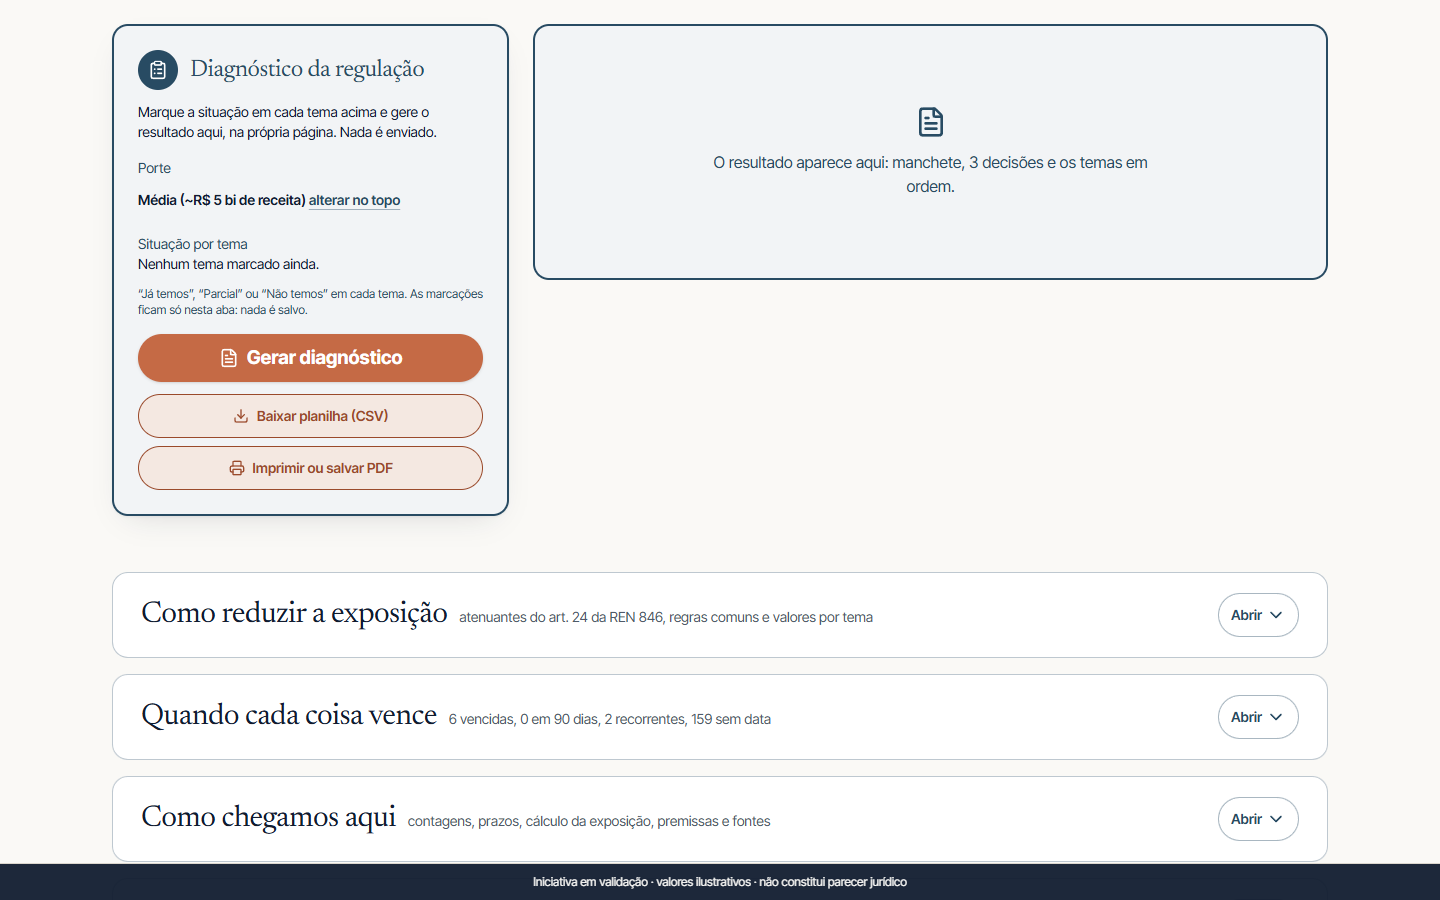 Diagnóstico da regulação
Marque a situação em cada tema acima e gere o
resultado aqui, na própria página. Nada é enviado.
Porte
Média (~R$ 5 bi de receita) alterar no topo
Situação por tema
Nenhum tema marcado ainda.
“Já temos”, “Parcial” ou “Não temos” em cada tema. As marcações
ficam só nesta aba: nada é salvo.
Gerar diagnóstico
Baixar planilha (CSV)
Imprimir ou salvar PDF
O resultado aparece aqui: manchete, 3 decisões e os temas em
ordem.
Como reduzir a exposição atenuantes do art. 24 da REN 846, regras comuns e valores por tema
Abrir
Quando cada coisa vence 6 vencidas, 0 em 90 dias, 2 recorrentes, 159 sem data
Abrir
Como chegamos aqui contagens, prazos, cálculo da exposição, premissas e fontes
Abrir
Iniciativa em validação · valores ilustrativos · não constitui parecer jurídico